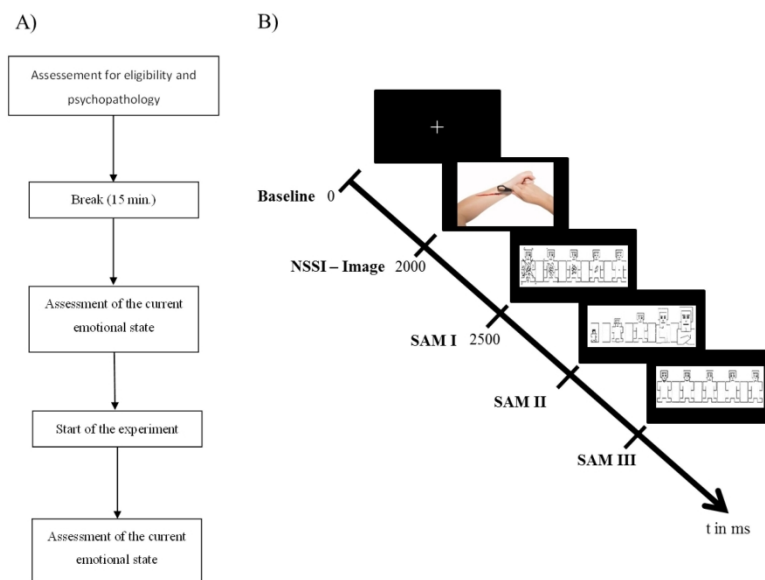 A)
Assessement for eligibility and
psychopathology
Break (15 min.)
Assessment of the current
emotional state
Start of the experiment
Assessment of the current
emotional state
B)
Baseline 0
NSSI – Image 2000
SAM I 2500
SAM II
SAM III
t in ms